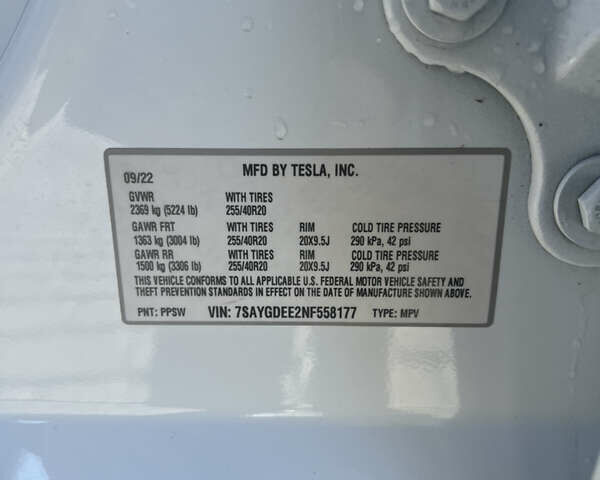 09/22 MFD BY TESLA, INC.
GVWR WITH TIRES
2369 kg (5224 lb) 255/40R20
GAWR FRT WITH TIRES RIM COLD TIRE PRESSURE
1363 kg (3004 lb) 255/40R20 20X9.5J 290 kPa, 42 psi
GAWR RR WITH TIRES RIM COLD TIRE PRESSURE
1500 kg (3306 lb) 255/40R20 20X9.5J 290 kPa, 42 psi
THIS VEHICLE CONFORMS TO ALL APPLICABLE U.S. FEDERAL MOTOR VEHICLE SAFETY AND
THEFT PREVENTION STANDARDS IN EFFECT ON THE DATE OF MANUFACTURE SHOWN ABOVE.
PNT: PPSW VIN: 7SAYGDEE2NF558177 TYPE: MPV